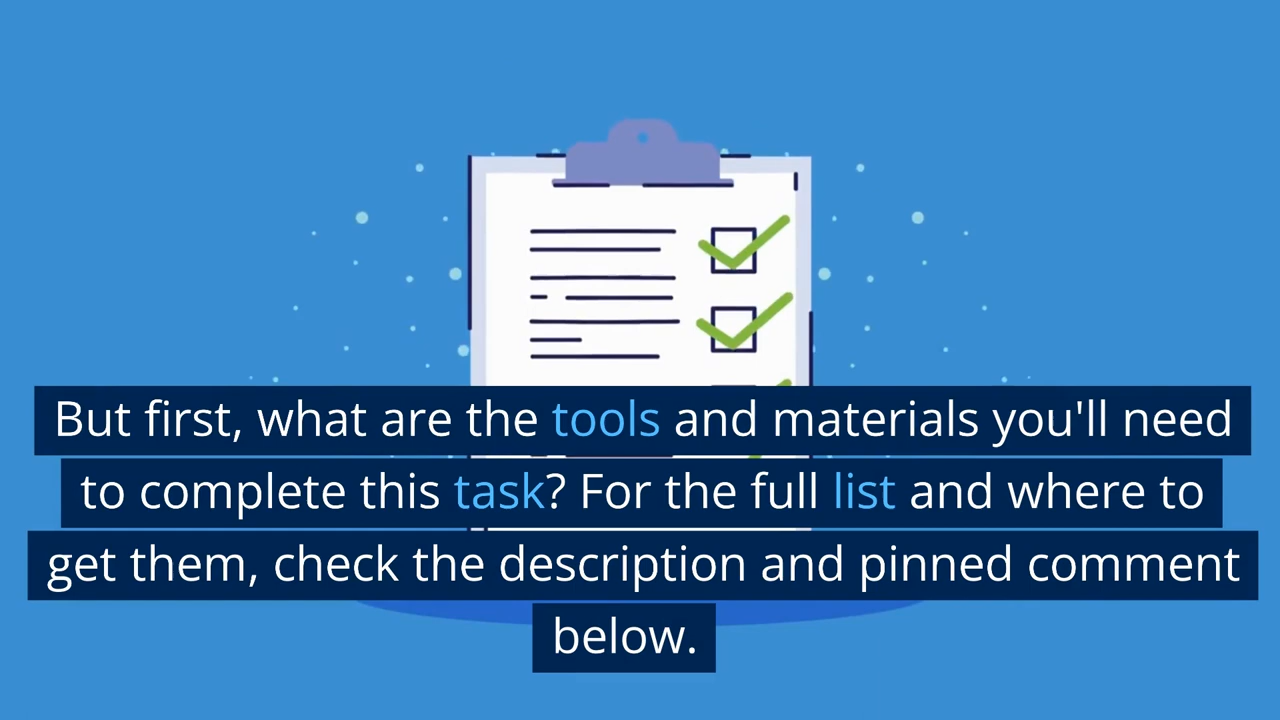 But first, what are the tools and materials you'll need
to complete this task? For the full list and where to
get them, check the description and pinned comment
below.